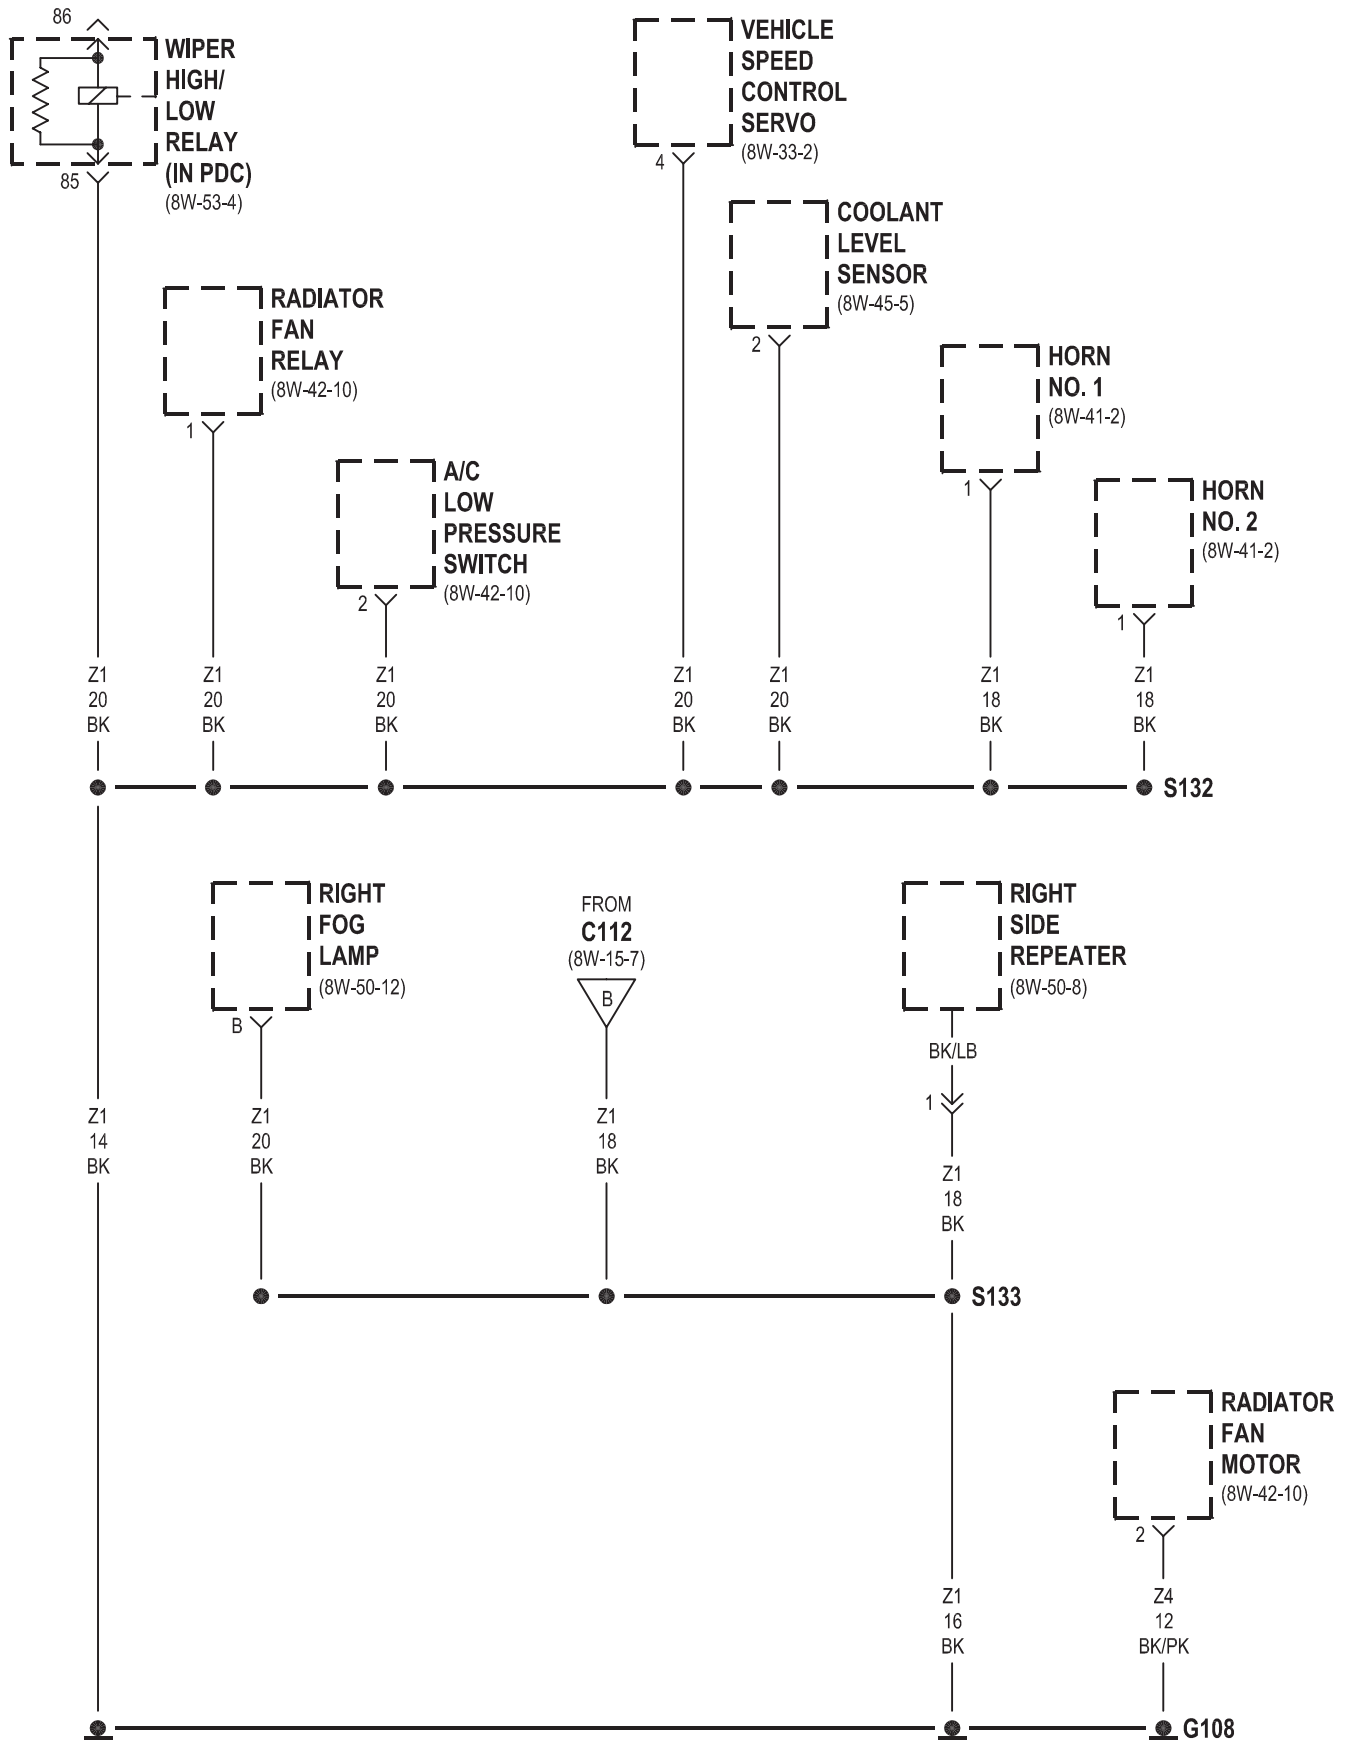 86
WIPER
HIGH/
LOW
RELAY
(IN PDC)
(8W-53-4)
85
VEHICLE
SPEED
CONTROL
SERVO
(8W-33-2)
4
COOLANT
LEVEL
SENSOR
(8W-45-5)
2
RADIATOR
FAN
RELAY
(8W-42-10)
1
HORN
NO. 1
(8W-41-2)
1
A/C
LOW
PRESSURE
SWITCH
(8W-42-10)
2
HORN
NO. 2
(8W-41-2)
1
Z1 Z1 Z1 Z1 Z1 Z1 Z1
20 20 20 20 20 18 18
BK BK BK BK BK BK BK
S132
RIGHT
FOG
LAMP
(8W-50-12)
B
FROM
C112
(8W-15-7)
B
RIGHT
SIDE
REPEATER
(8W-50-8)
BK/LB
1
Z1 Z1 Z1
14 20 18
BK BK BK
Z1
18
BK
S133
RADIATOR
FAN
MOTOR
(8W-42-10)
2
Z1 Z4
16 12
BK BK/PK
G108